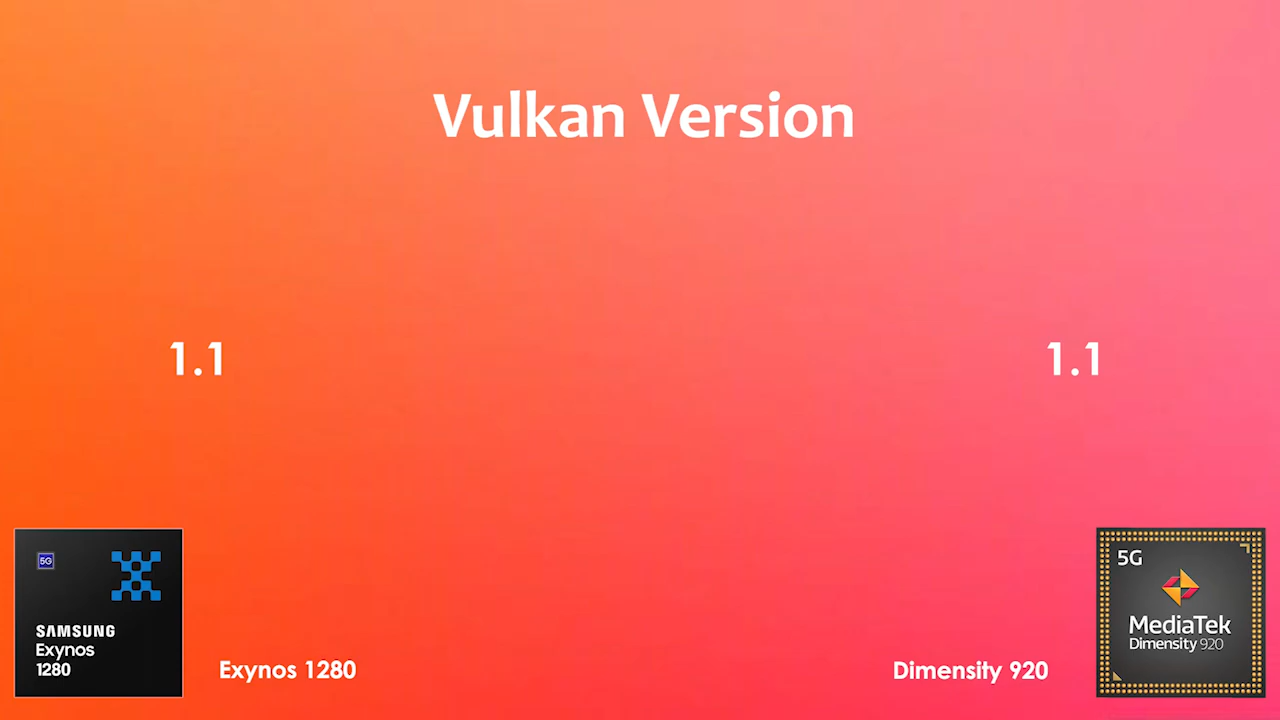 Vulkan Version
1.1
1.1
5G
SAMSUNG
Exynos
1280
Exynos 1280
Dimensity 920
5G
MediaTek
Dimensity 920